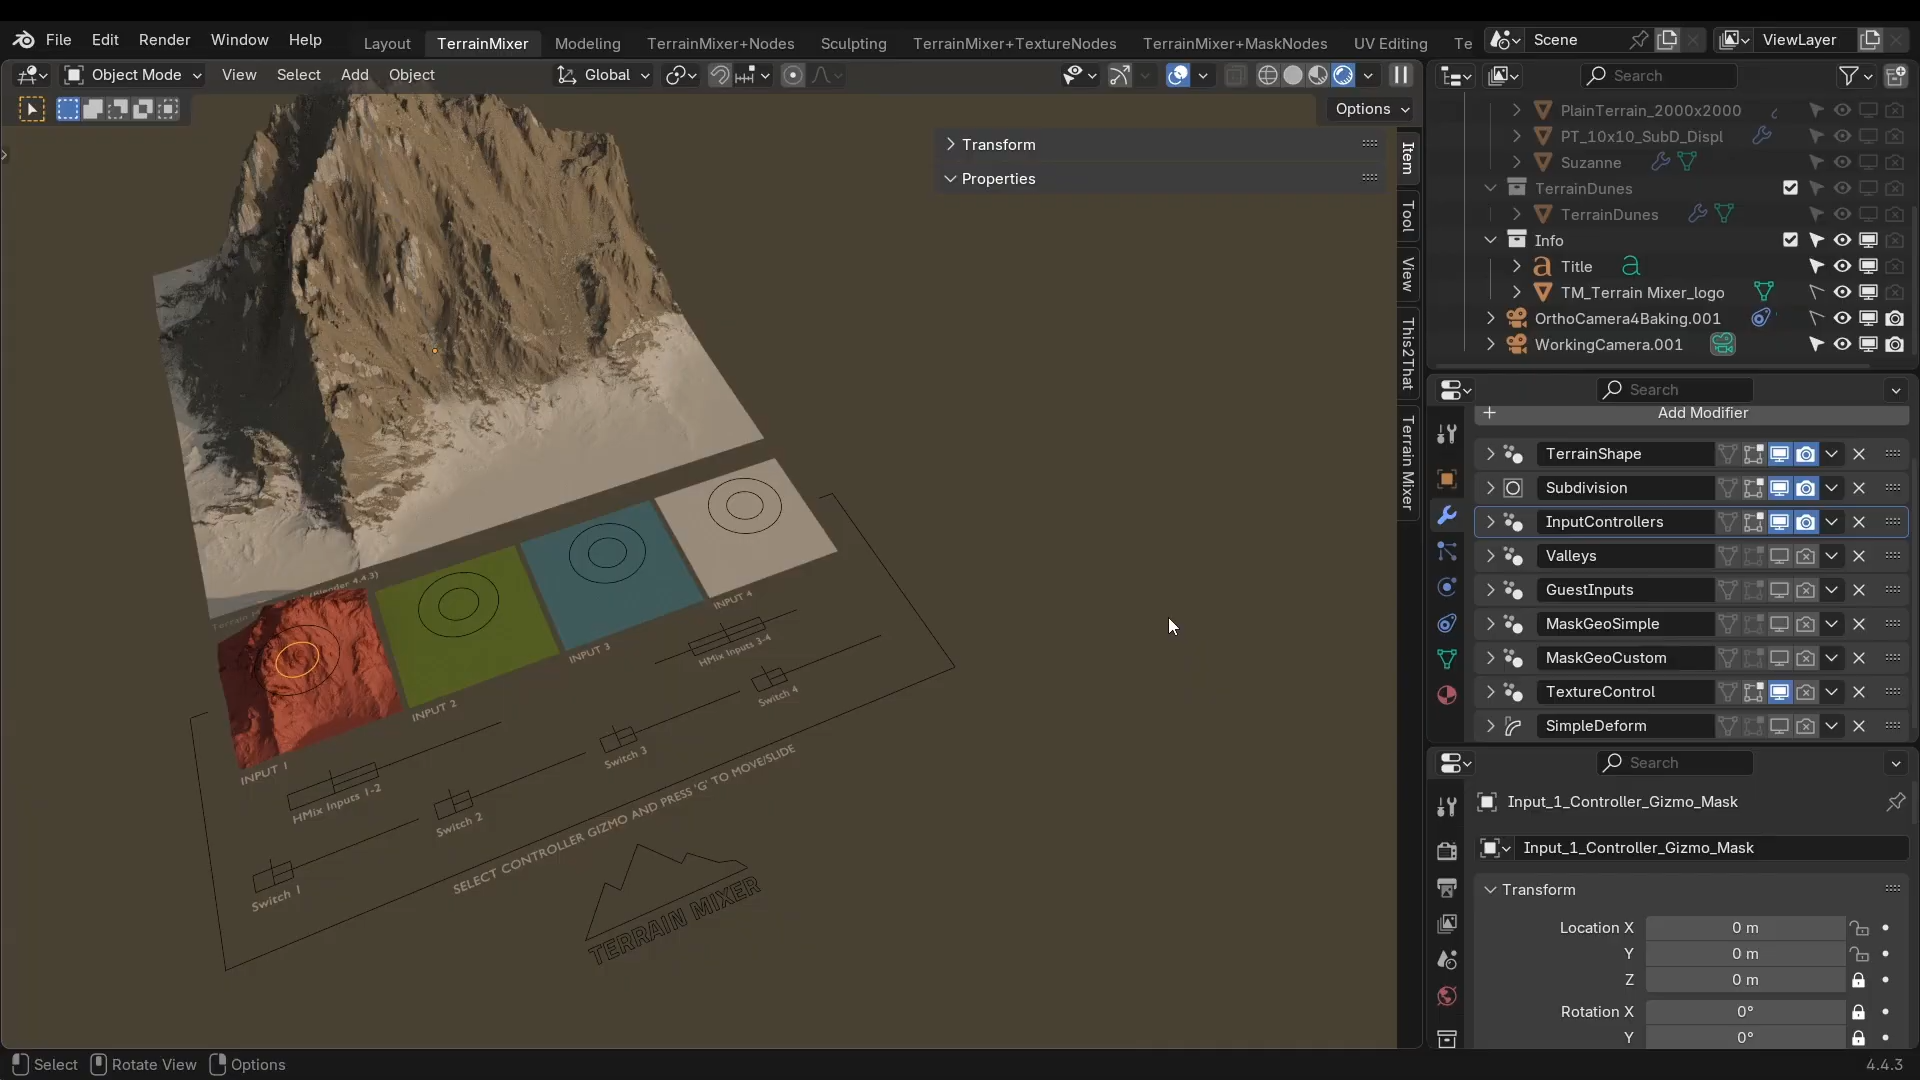 File Edit Render Window Help Layout TerrainMixer Modeling TerrainMixer+Nodes Sculpting TerrainMixer+TextureNodes TerrainMixer+MaskNodes UV Editing Te Scene ViewLayer
Object Mode View Select Add Object Global Search
Options
Transform
Properties
Item
Tool
View
This2That
Terrain Mixer
PlainTerrain_2000x2000
PT_10x10_SubD_Displ
Suzanne
TerrainDunes
TerrainDunes
Info
Title
TM_Terrain Mixer_logo
OrthoCamera4Baking.001
WorkingCamera.001
Search
Add Modifier
TerrainShape
Subdivision
InputControllers
Valleys
GuestInputs
MaskGeoSimple
MaskGeoCustom
TextureControl
SimpleDeform
Search
Input_1_Controller_Gizmo_Mask
Input_1_Controller_Gizmo_Mask
Transform
Location X 0 m
Y 0 m
Z 0 m
Rotation X 0°
Y 0°
INPUT 1
INPUT 2
INPUT 3
INPUT 4
HMix Inputs 1-2
HMix Inputs 3-4
Switch 1
Switch 2
Switch 3
Switch 4
SELECT CONTROLLER GIZMO AND PRESS 'G' TO MOVE/SLIDE
TERRAIN MIXER
Select Rotate View Options 4.4.3